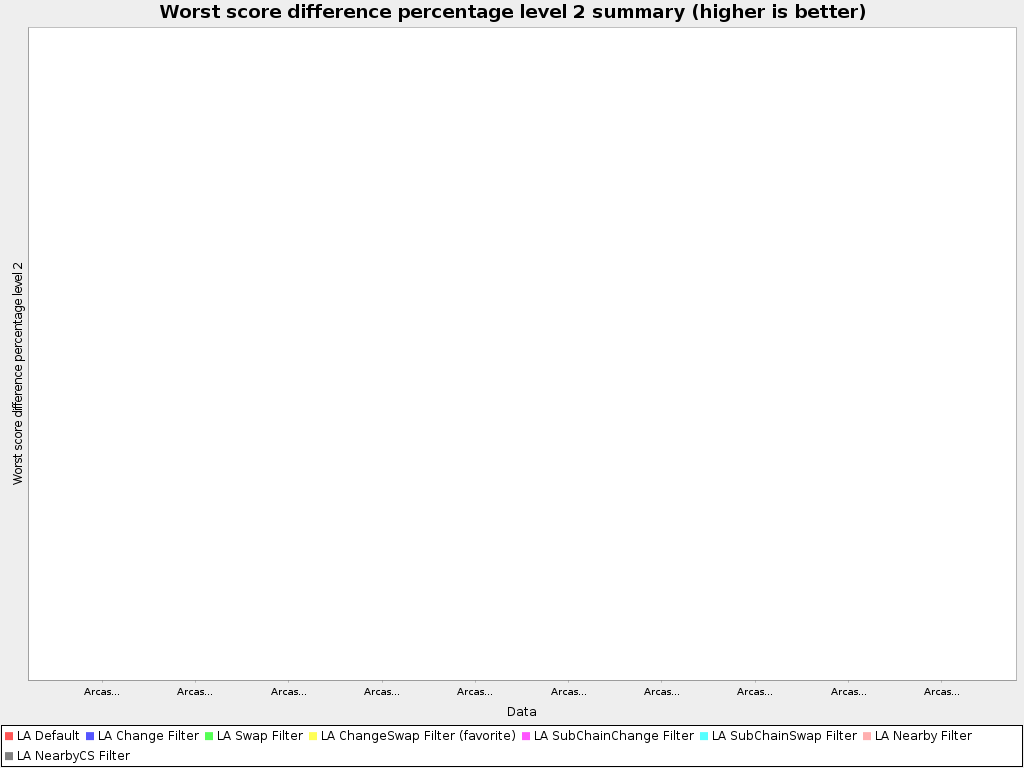 Worst score difference percentage level 2 summary (higher is better)
Worst score difference percentage level 2
Arcas... Arcas... Arcas... Arcas... Arcas... Arcas... Arcas... Arcas... Arcas... Arcas...
Data
LA Default LA Change Filter LA Swap Filter LA ChangeSwap Filter (favorite) LA SubChainChange Filter LA SubChainSwap Filter LA Nearby Filter
LA NearbyCS Filter